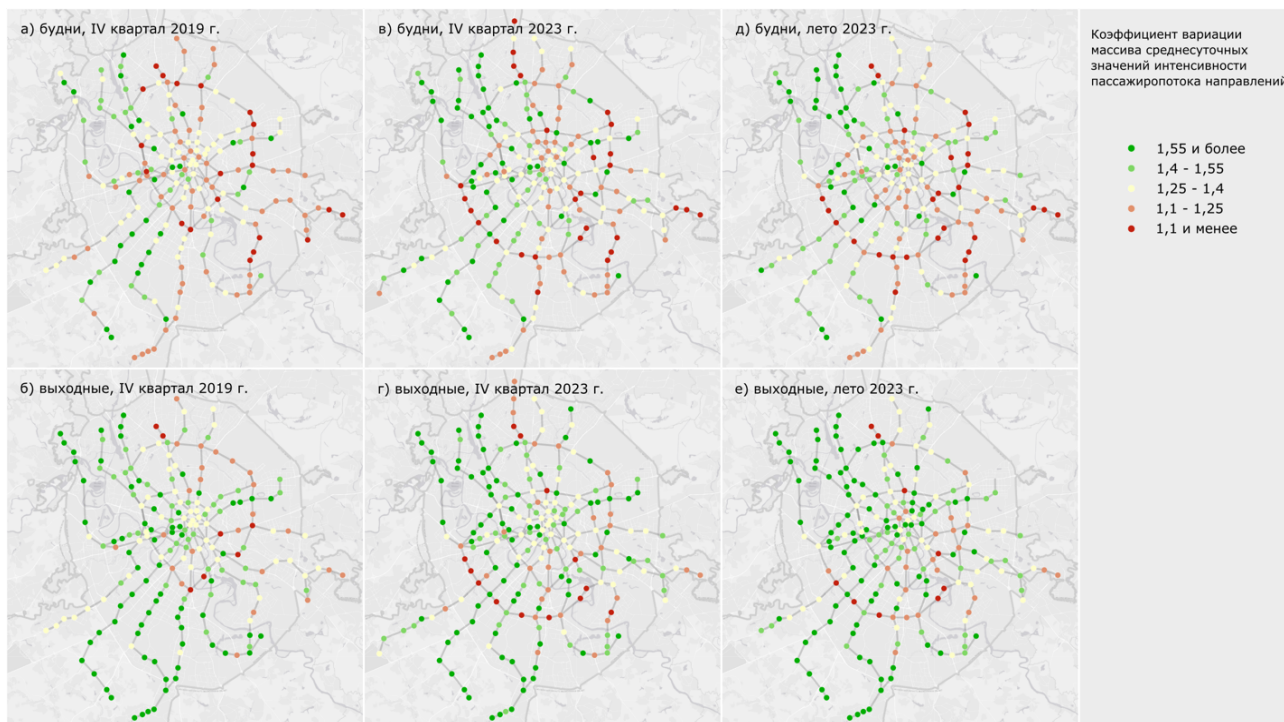 а) будни, IV квартал 2019 г.
в) будни, IV квартал 2023 г.
д) будни, лето 2023 г.
б) выходные, IV квартал 2019 г.
г) выходные, IV квартал 2023 г.
е) выходные, лето 2023 г.
Коэффициент вариации
массива среднесуточных
значений интенсивности
пассажиропотока направлений
1,55 и более
1,4 - 1,55
1,25 - 1,4
1,1 - 1,25
1,1 и менее